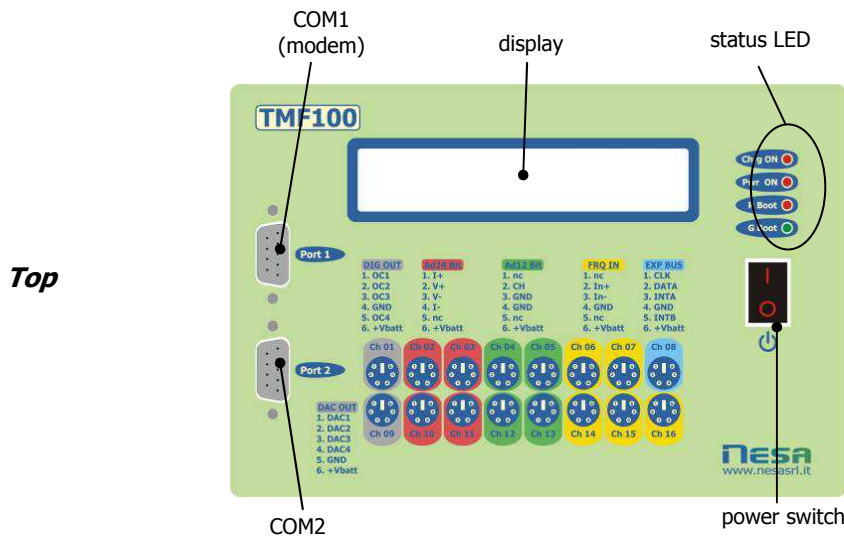 COM1
(modem)
display
status LED
TMF100
Chrg ON
Pwr ON
R Boot
G Boot
Port 1
Top
DIG OUT
1. OC1
2. OC2
3. OC3
4. GND
5. OC4
6. +Vbatt
Ad24 Bit
1. I+
2. V+
3. V-
4. I-
5. nc
6. +Vbatt
Ad12 Bit
1. nc
2. CH
3. GND
4. GND
5. nc
6. +Vbatt
FRQ IN
1. nc
2. In+
3. In-
4. GND
5. nc
6. +Vbatt
EXP BUS
1. CLK
2. DATA
3. INTA
4. GND
5. INTB
6. +Vbatt
Ch 01 Ch 02 Ch 03 Ch 04 Ch 05 Ch 06 Ch 07 Ch 08
Port 2
DAC OUT
1. DAC1
2. DAC2
3. DAC3
4. DAC4
5. GND
6. +Vbatt
Ch 09 Ch 10 Ch 11 Ch 12 Ch 13 Ch 14 Ch 15 Ch 16
nesa
www.nesasrl.it
COM2
power switch